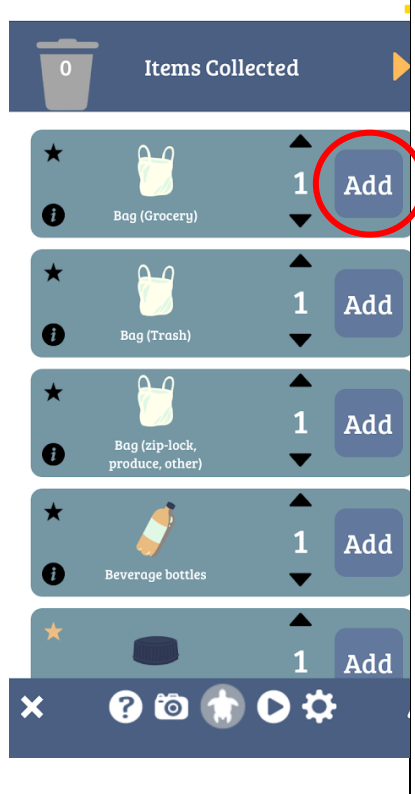 0
Items Collected
i
Bag (Grocery)
1
Add
i
Bag (Trash)
1
Add
i
Bag (zip-lock,
produce, other)
1
Add
i
Beverage bottles
1
Add
1
Add
?